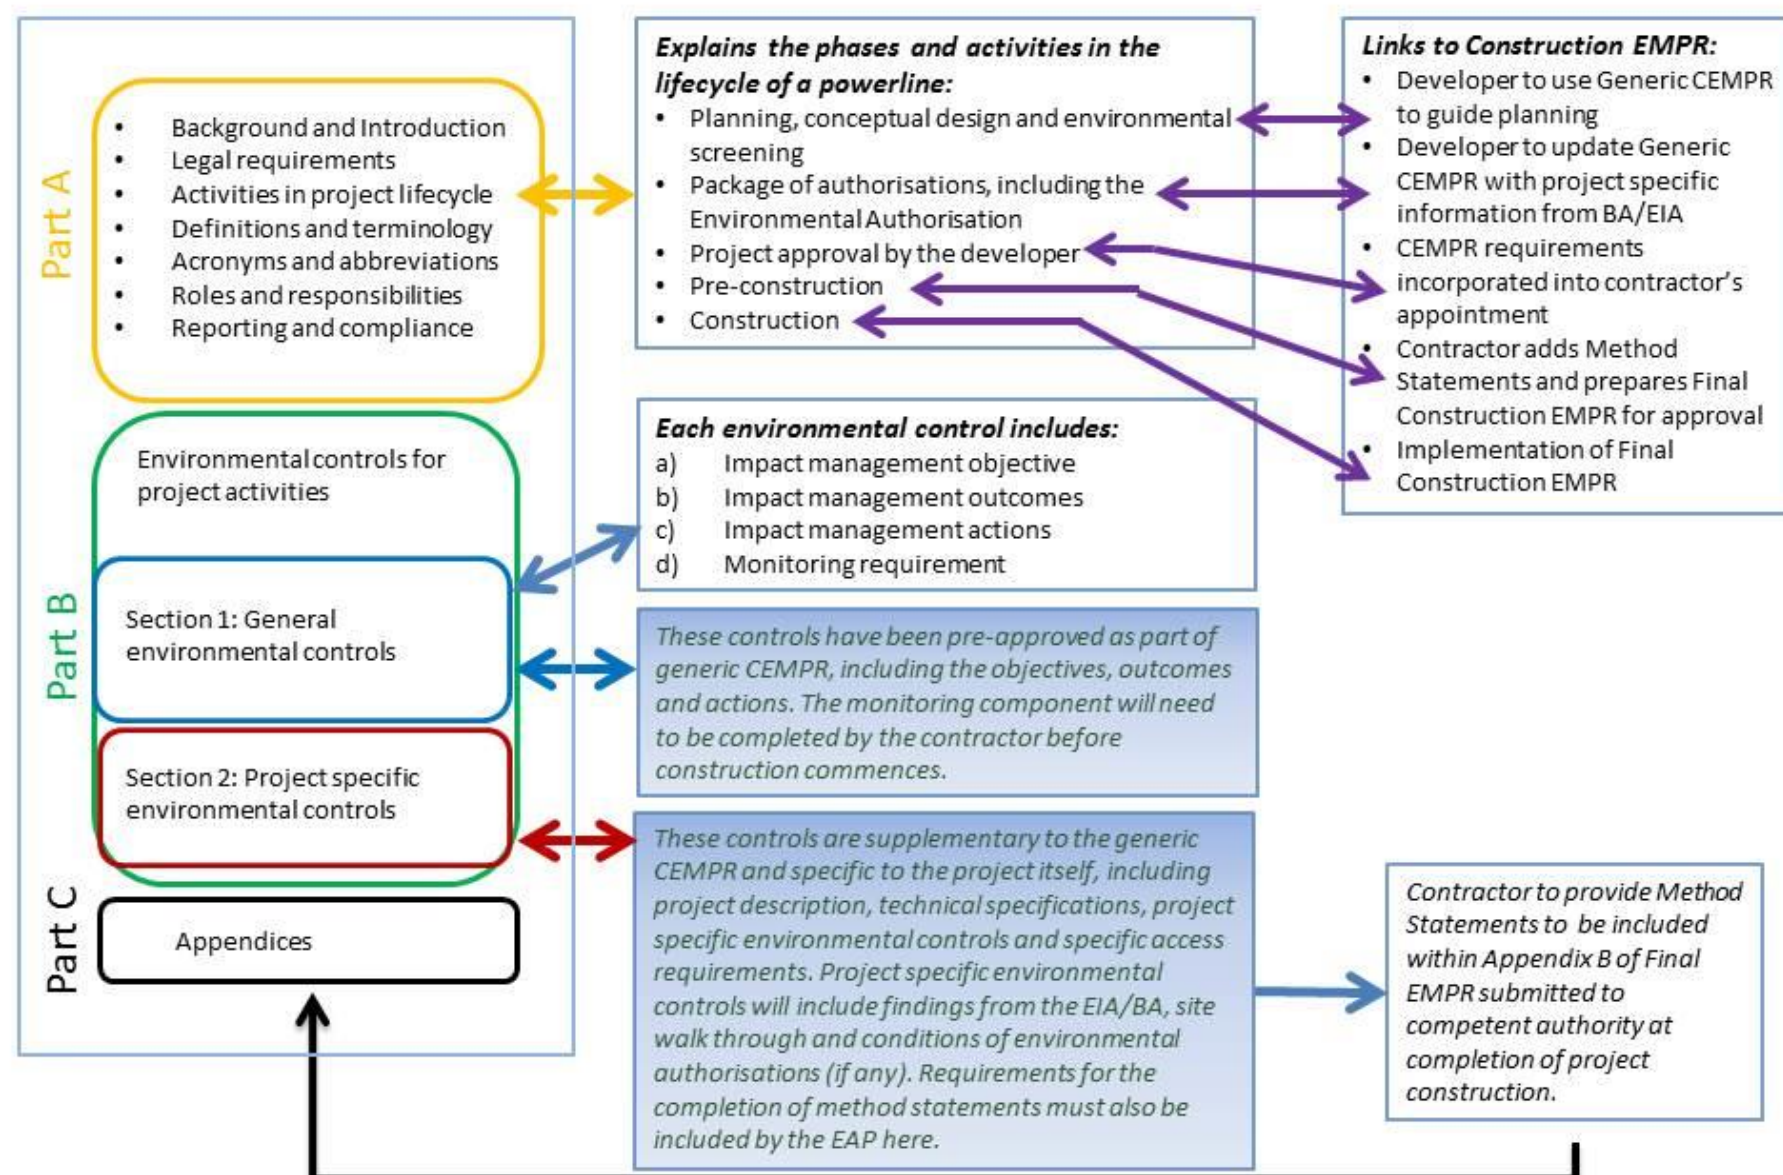 Part A
• Background and Introduction
• Legal requirements
• Activities in project lifecycle
• Definitions and terminology
• Acronyms and abbreviations
• Roles and responsibilities
• Reporting and compliance
Explains the phases and activities in the
lifecycle of a powerline:
• Planning, conceptual design and environmental
screening
• Package of authorisations, including the
Environmental Authorisation
• Project approval by the developer
• Pre-construction
• Construction
Links to Construction EMPR:
• Developer to use Generic CEMPR
to guide planning
• Developer to update Generic
CEMPR with project specific
information from BA/EIA
• CEMPR requirements
incorporated into contractor’s
appointment
• Contractor adds Method
Statements and prepares Final
Construction EMPR for approval
• Implementation of Final
Construction EMPR
Part B
Environmental controls for
project activities
Section 1: General
environmental controls
Section 2: Project specific
environmental controls
Each environmental control includes:
a) Impact management objective
b) Impact management outcomes
c) Impact management actions
d) Monitoring requirement
These controls have been pre-approved as part of
generic CEMPR, including the objectives, outcomes
and actions. The monitoring component will need
to be completed by the contractor before
construction commences.
These controls are supplementary to the generic
CEMPR and specific to the project itself, including
project description, technical specifications, project
specific environmental controls and specific access
requirements. Project specific environmental
controls will include findings from the EIA/BA, site
walk through and conditions of environmental
authorisations (if any). Requirements for the
completion of method statements must also be
included by the EAP here.
Contractor to provide Method
Statements to be included
within Appendix B of Final
EMPR submitted to
competent authority at
completion of project
construction.
Part C
Appendices